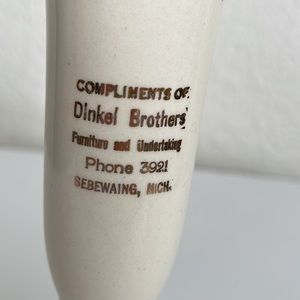 COMPLIMENTS OF
Dinkel Brothers
Furniture and Undertaking
Phone 3921
SEBEWAING, MICH.